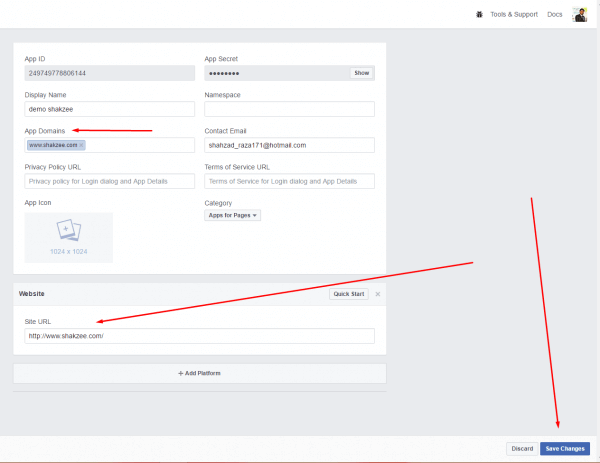 Tools & Support Docs
App ID App Secret
249749778806144 ●●●●●●●● Show
Display Name Namespace
demo shakzee
App Domains Contact Email
www.shakzee.com × shahzad_raza171@hotmail.com
Privacy Policy URL Terms of Service URL
Privacy policy for Login dialog and App Details Terms of Service for Login dialog and App Details
App Icon Category
Apps for Pages
1024 x 1024
Website Quick Start ×
Site URL
http://www.shakzee.com/
+ Add Platform
Discard Save Changes